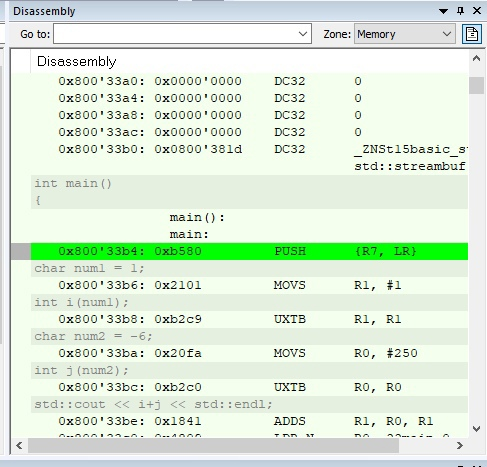 Disassembly
Go to: Zone: Memory
Disassembly
0x800'33a0: 0x0000'0000 DC32 0
0x800'33a4: 0x0000'0000 DC32 0
0x800'33a8: 0x0000'0000 DC32 0
0x800'33ac: 0x0000'0000 DC32 0
0x800'33b0: 0x0800'381d DC32 _ZNSt15basic_st
std::streambuf
int main()
{
main():
main:
0x800'33b4: 0xb580 PUSH {R7, LR}
char num1 = 1;
0x800'33b6: 0x2101 MOVS R1, #1
int i(num1);
0x800'33b8: 0xb2c9 UXTB R1, R1
char num2 = -6;
0x800'33ba: 0x20fa MOVS R0, #250
int j(num2);
0x800'33bc: 0xb2c0 UXTB R0, R0
std::cout << i+j << std::endl;
0x800'33be: 0x1841 ADDS R1, R0, R1